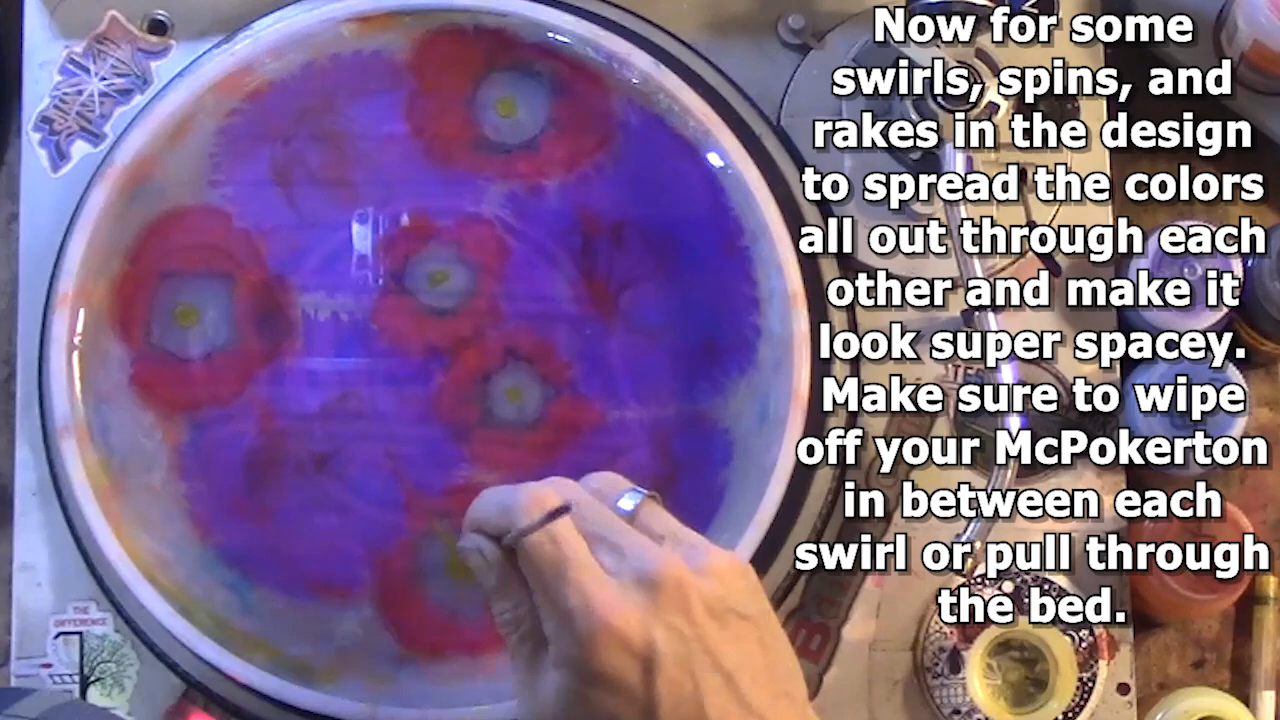 Now for some
swirls, spins, and
rakes in the design
to spread the colors
all out through each
other and make it
look super spacey.
Make sure to wipe
off your McPokerton
in between each
swirl or pull through
the bed.
THE
DIFFERENCE